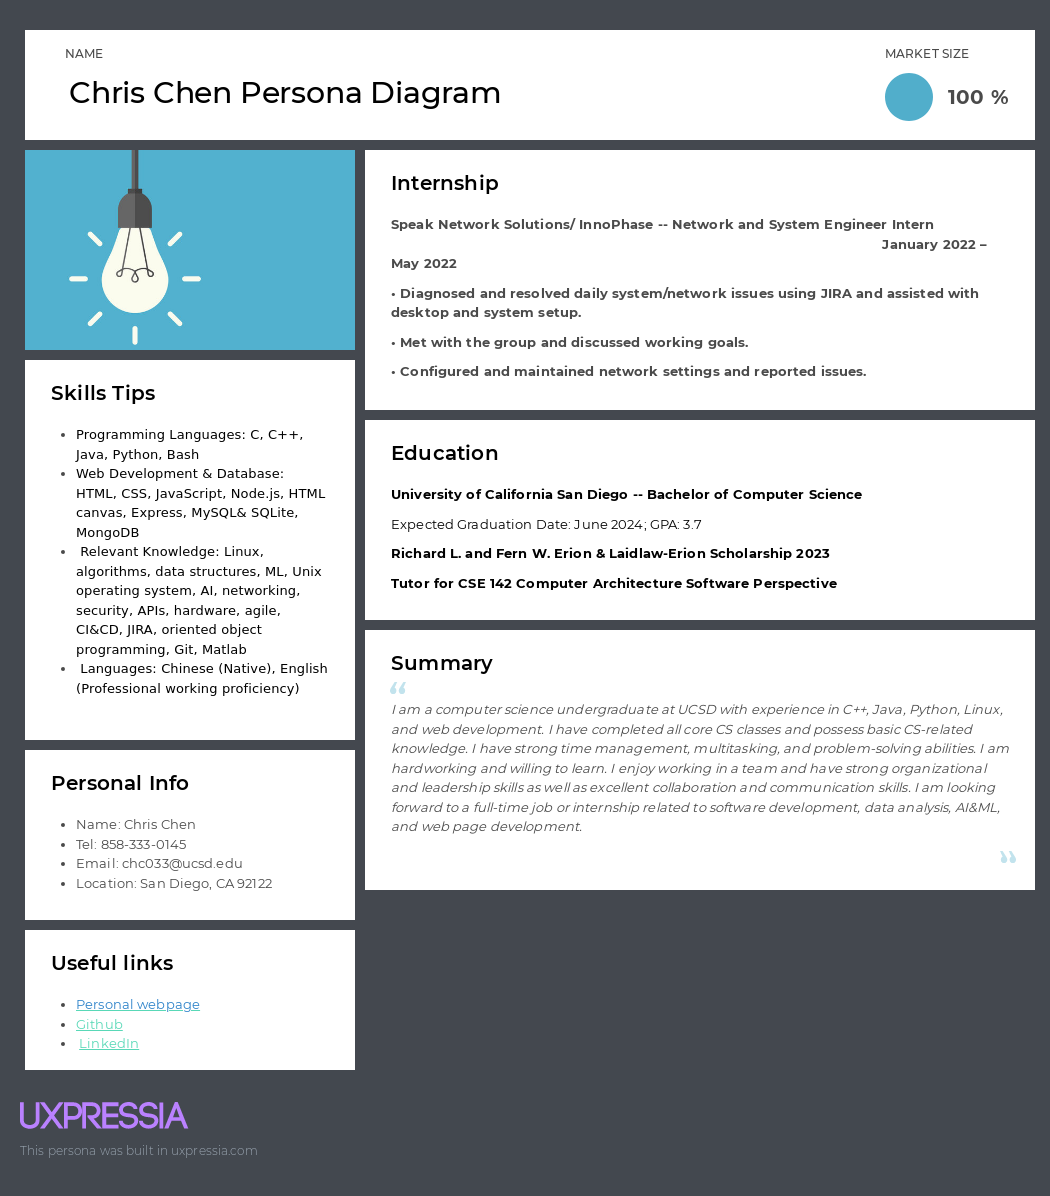 NAME
Chris Chen Persona Diagram
MARKET SIZE
100 %
Skills Tips
• Programming Languages: C, C++,
Java, Python, Bash
• Web Development & Database:
HTML, CSS, JavaScript, Node.js, HTML
canvas, Express, MySQL& SQLite,
MongoDB
• Relevant Knowledge: Linux,
algorithms, data structures, ML, Unix
operating system, AI, networking,
security, APIs, hardware, agile,
CI&CD, JIRA, oriented object
programming, Git, Matlab
• Languages: Chinese (Native), English
(Professional working proficiency)
Personal Info
• Name: Chris Chen
• Tel: 858-333-0145
• Email: chc033@ucsd.edu
• Location: San Diego, CA 92122
Useful links
• Personal webpage
• Github
• LinkedIn
Internship
Speak Network Solutions/ InnoPhase -- Network and System Engineer Intern
January 2022 –
May 2022
• Diagnosed and resolved daily system/network issues using JIRA and assisted with
desktop and system setup.
• Met with the group and discussed working goals.
• Configured and maintained network settings and reported issues.
Education
University of California San Diego -- Bachelor of Computer Science
Expected Graduation Date: June 2024; GPA: 3.7
Richard L. and Fern W. Erion & Laidlaw-Erion Scholarship 2023
Tutor for CSE 142 Computer Architecture Software Perspective
Summary
“
I am a computer science undergraduate at UCSD with experience in C++, Java, Python, Linux,
and web development. I have completed all core CS classes and possess basic CS-related
knowledge. I have strong time management, multitasking, and problem-solving abilities. I am
hardworking and willing to learn. I enjoy working in a team and have strong organizational
and leadership skills as well as excellent collaboration and communication skills. I am looking
forward to a full-time job or internship related to software development, data analysis, AI&ML,
and web page development.
”
UXPRESSIA
This persona was built in uxpressia.com